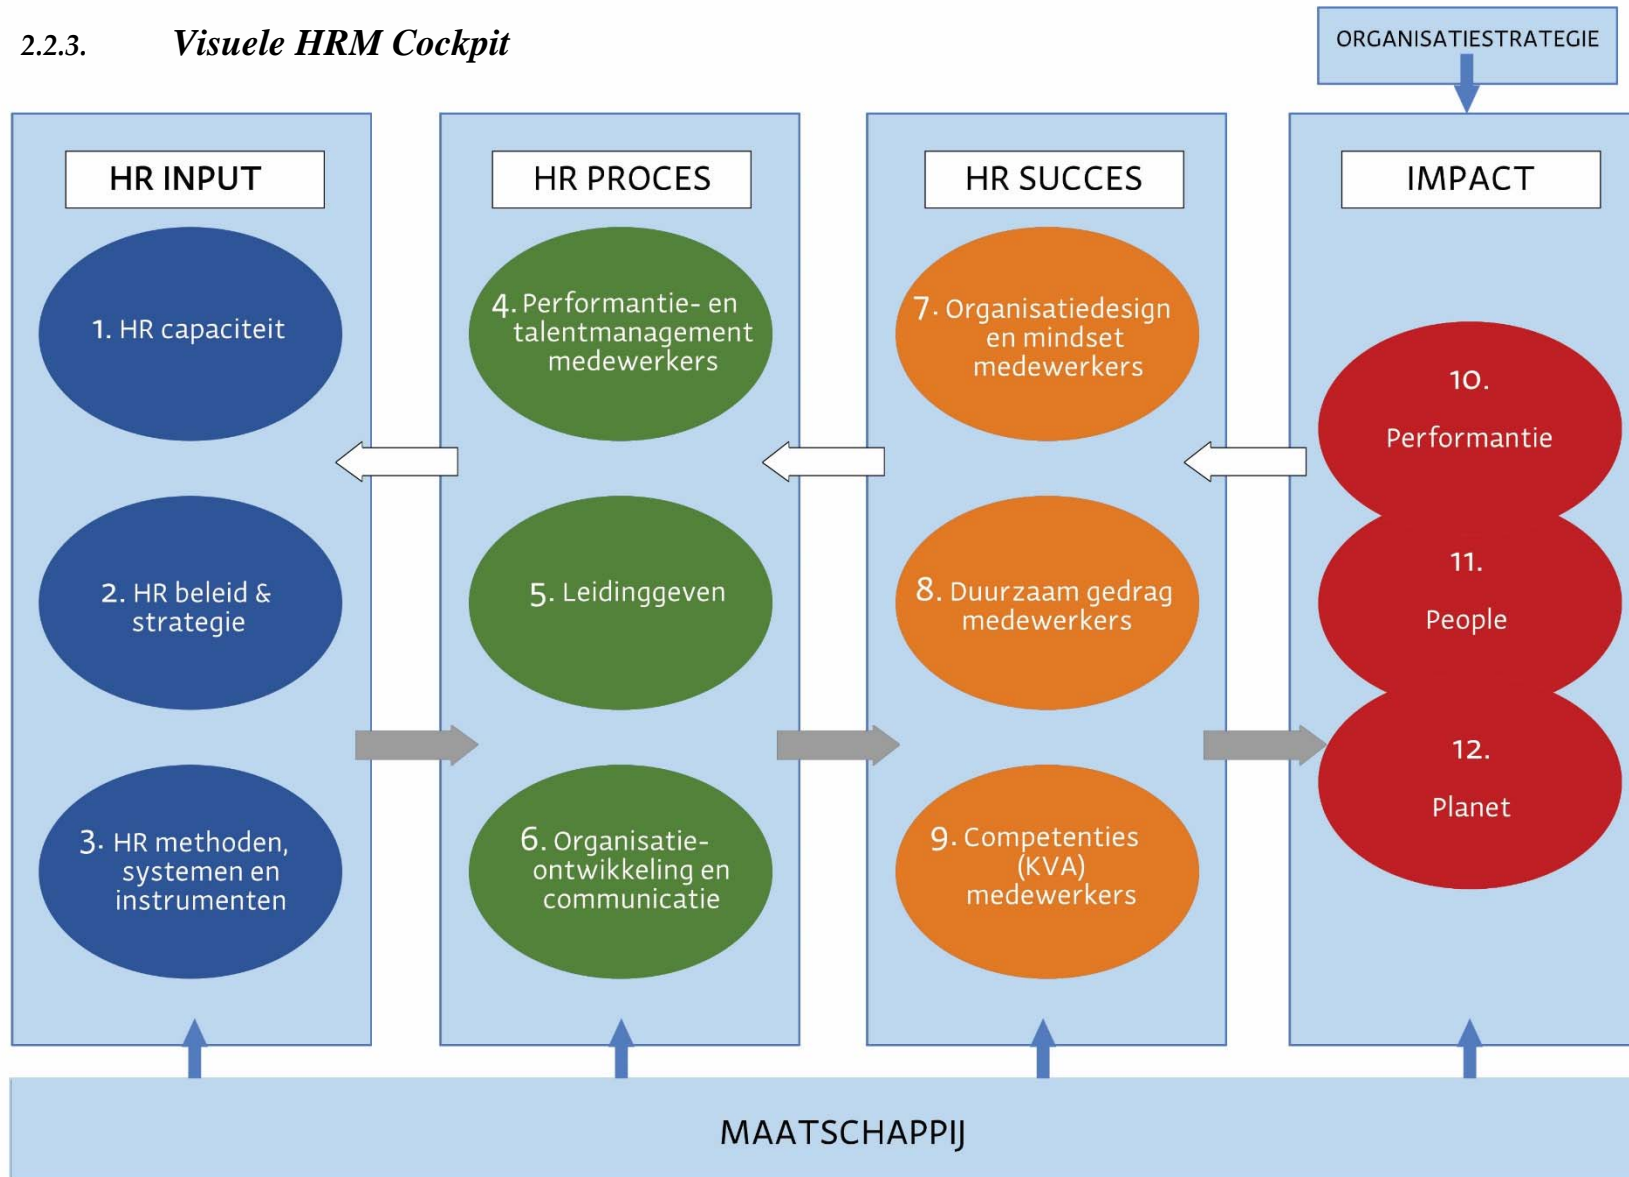 2.2.3. Visuele HRM Cockpit
ORGANISATIESTRATEGIE
HR INPUT
1. HR capaciteit
2. HR beleid &
strategie
3. HR methoden,
systemen en
instrumenten
HR PROCES
4. Performantie- en
talentmanagement
medewerkers
5. Leidinggeven
6. Organisatie-
ontwikkeling en
communicatie
HR SUCCES
7. Organisatiedesign
en mindset
medewerkers
8. Duurzaam gedrag
medewerkers
9. Competenties
(KVA)
medewerkers
IMPACT
10.
Performantie
11.
People
12.
Planet
MAATSCHAPPIJ